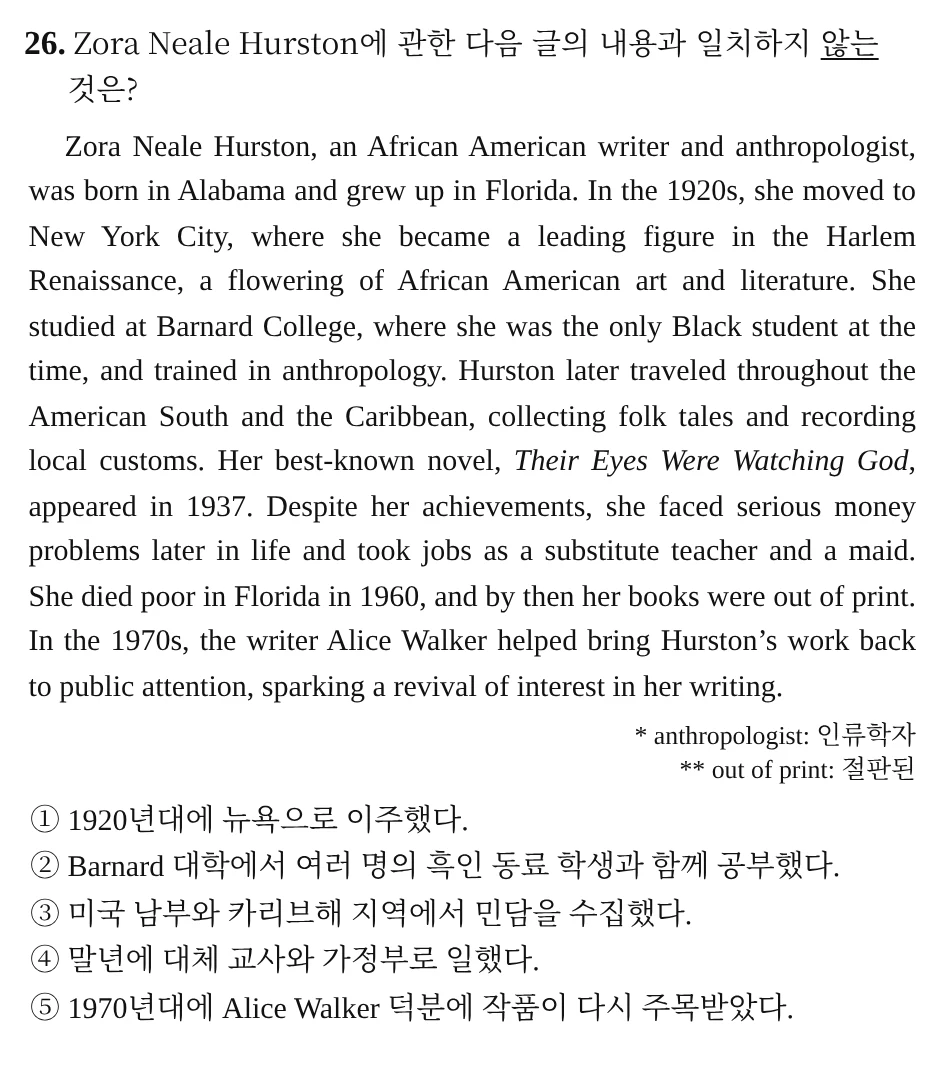 26. Zora Neale Hurston에 관한 다음 글의 내용과 일치하지 않는
것은?
Zora Neale Hurston, an African American writer and anthropologist,
was born in Alabama and grew up in Florida. In the 1920s, she moved to
New York City, where she became a leading figure in the Harlem
Renaissance, a flowering of African American art and literature. She
studied at Barnard College, where she was the only Black student at the
time, and trained in anthropology. Hurston later traveled throughout the
American South and the Caribbean, collecting folk tales and recording
local customs. Her best-known novel, Their Eyes Were Watching God,
appeared in 1937. Despite her achievements, she faced serious money
problems later in life and took jobs as a substitute teacher and a maid.
She died poor in Florida in 1960, and by then her books were out of print.
In the 1970s, the writer Alice Walker helped bring Hurston’s work back
to public attention, sparking a revival of interest in her writing.
* anthropologist: 인류학자
** out of print: 절판된
① 1920년대에 뉴욕으로 이주했다.
② Barnard 대학에서 여러 명의 흑인 동료 학생과 함께 공부했다.
③ 미국 남부와 카리브해 지역에서 민담을 수집했다.
④ 말년에 대체 교사와 가정부로 일했다.
⑤ 1970년대에 Alice Walker 덕분에 작품이 다시 주목받았다.